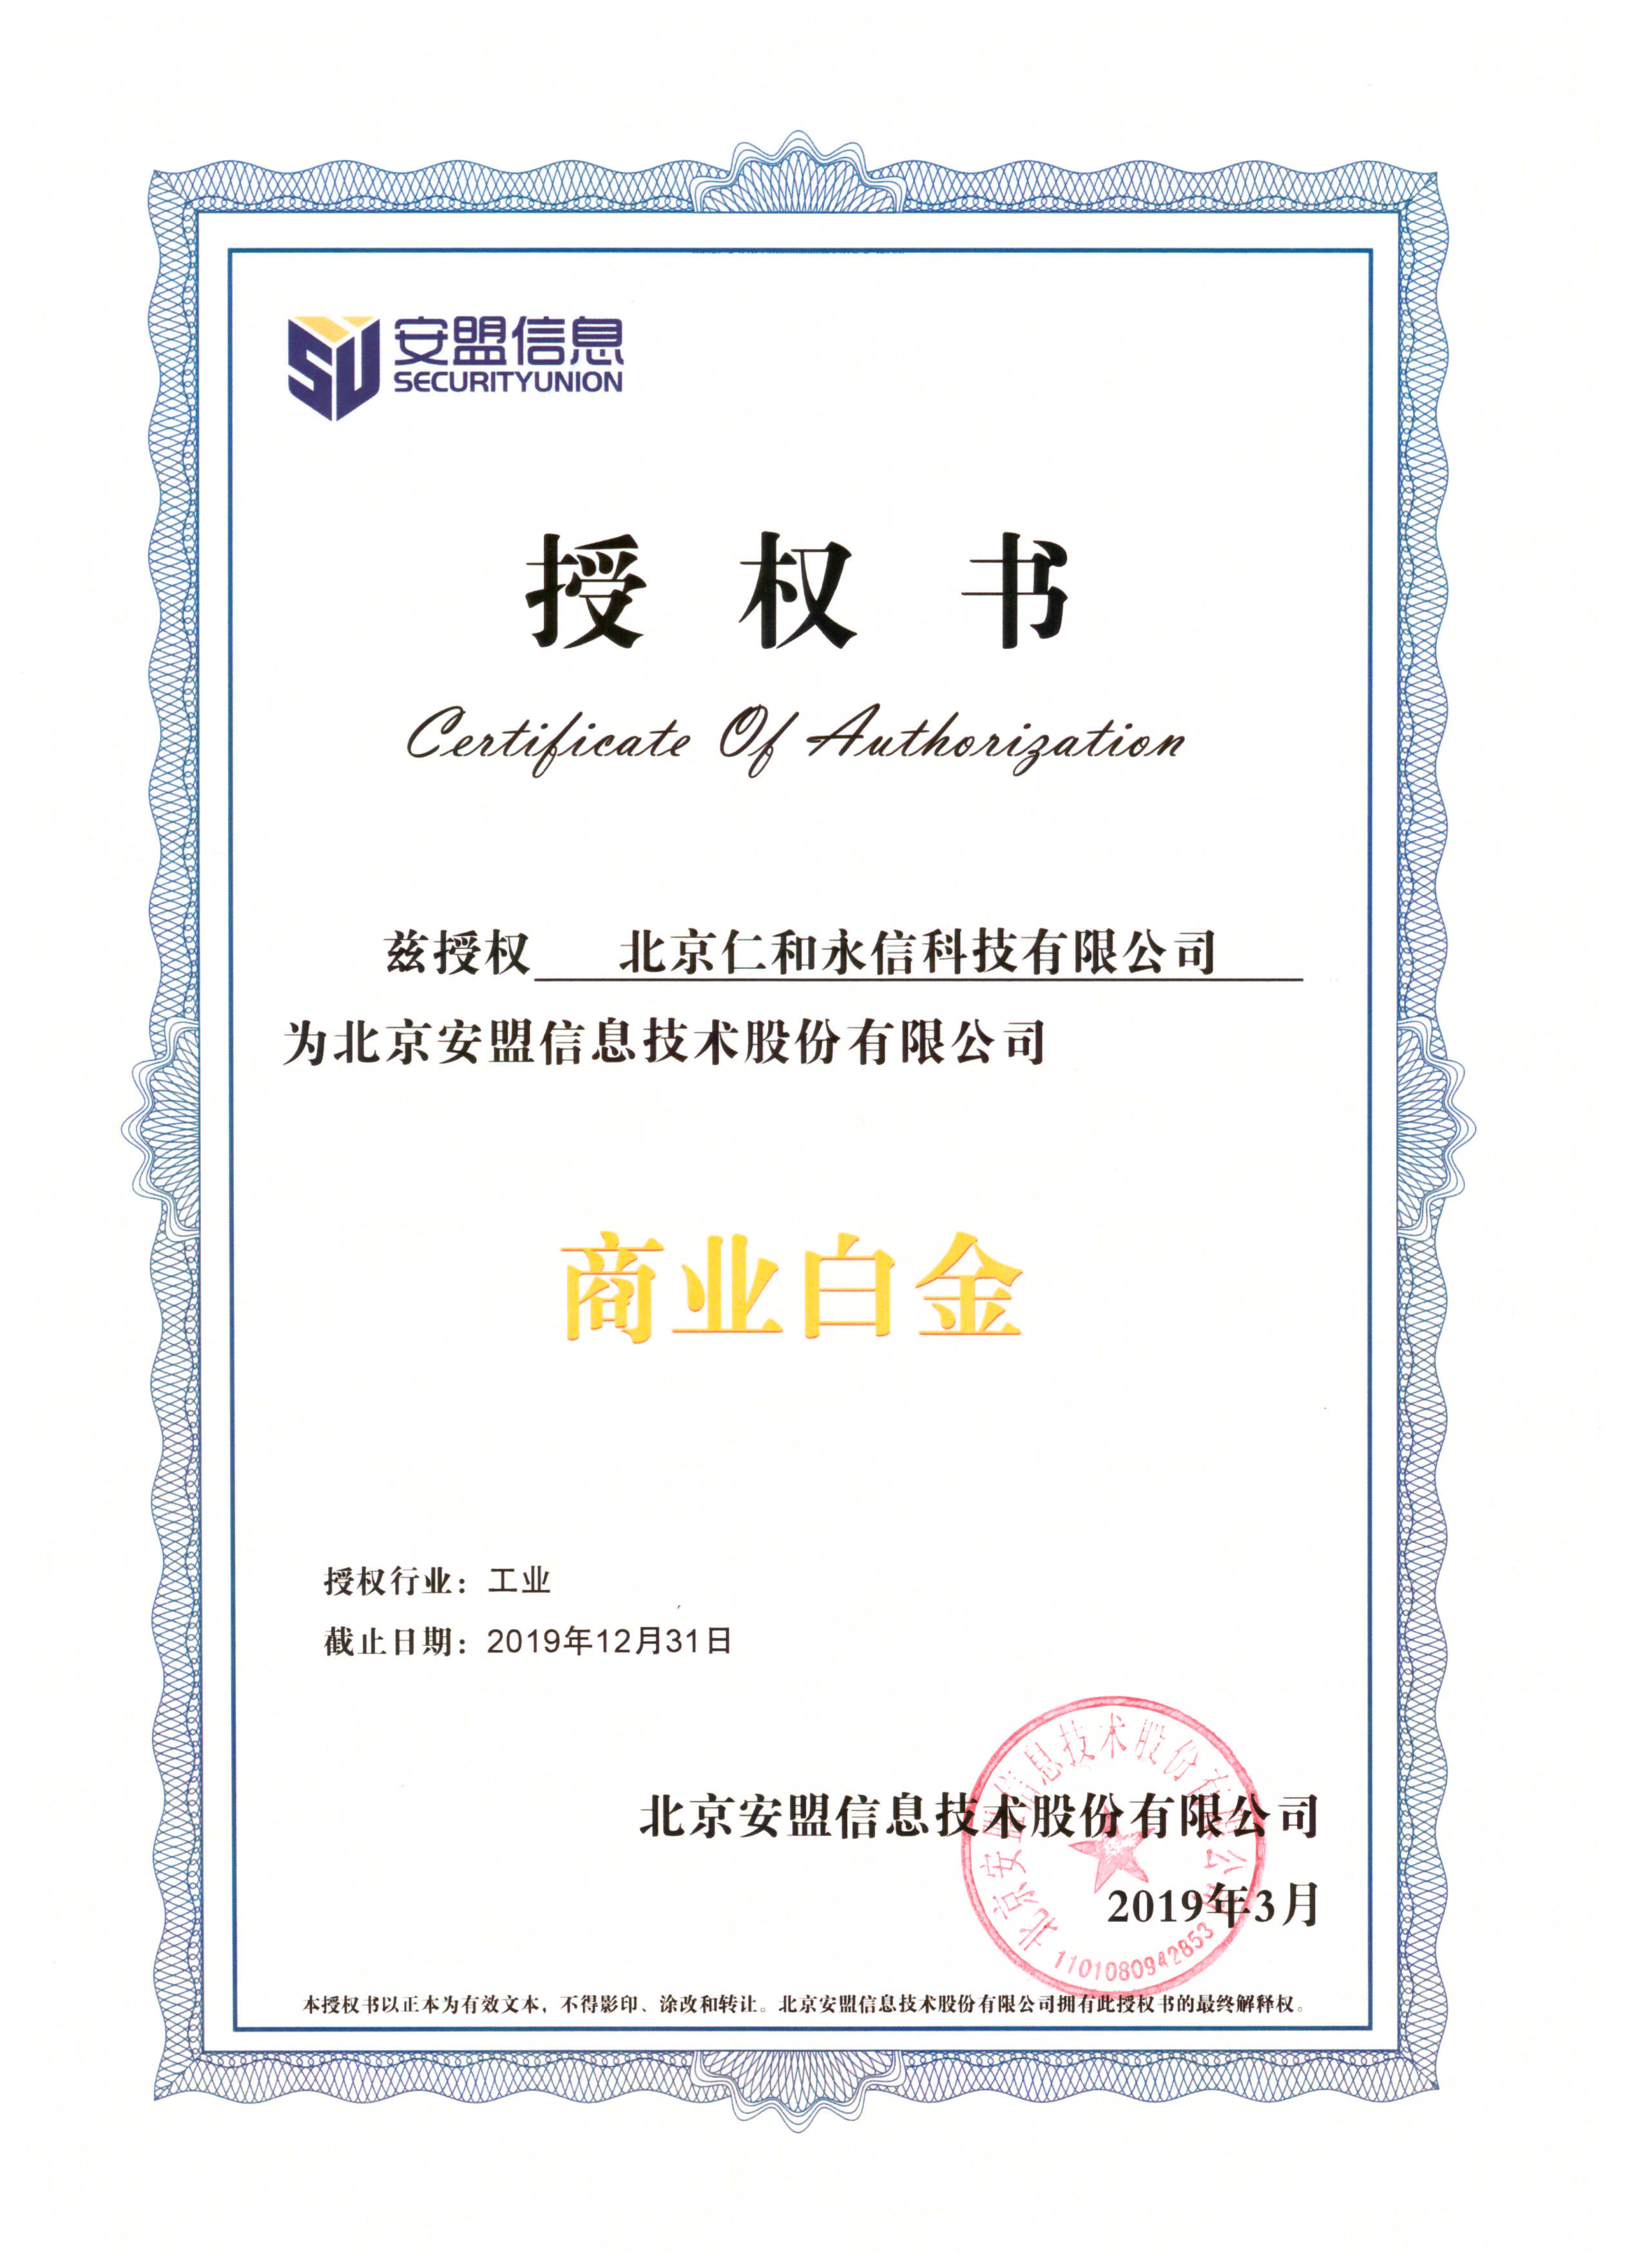 安盟信息
SECURITYUNION
授权书
Certificate Of Authorization
兹授权 北京仁和永信科技有限公司
为北京安盟信息技术股份有限公司
商业白金
授权行业：工业
截止日期：2019年12月31日
北京安盟信息技术股份有限公司
2019年3月
北京安盟信息技术股份有限公司
1101080942853
本授权书以正本为有效文本，不得影印、涂改和转让。北京安盟信息技术股份有限公司拥有此授权书的最终解释权。